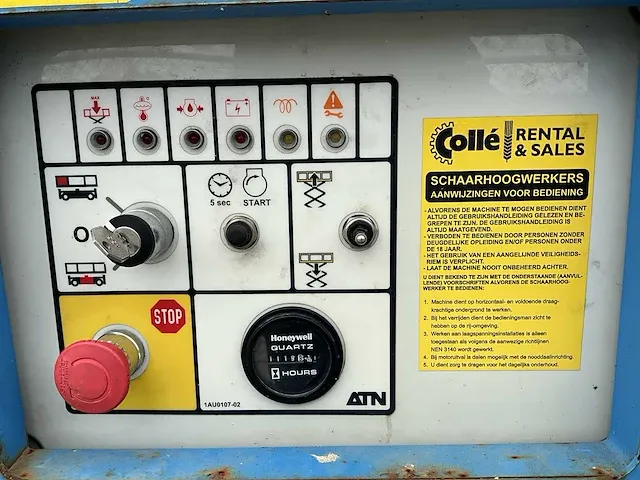 MAX
Collé RENTAL & SALES
SCHAARHOOGWERKERS
AANWIJZINGEN VOOR BEDIENING
- ALVORENS DE MACHINE TE MOGEN BEDIENEN DIENT
ALTIJD DE GEBRUIKSHANDLEIDING GELEZEN EN BE-
GREPEN TE ZIJN, DE GEBRUIKSHANDLEIDING IS
ALTIJD MAATGEVEND.
- VERBODEN TE BEDIENEN DOOR PERSONEN ZONDER
DEUGDELIJKE OPLEIDING EN/OF PERSONEN ONDER
DE 18 JAAR.
- HET GEBRUIK VAN EEN AANGELIJNDE VEILIGHEIDS-
RIEM IS VERPLICHT.
- LAAT DE MACHINE NOOIT ONBEHEERD ACHTER.
U DIENT BEKEND TE ZIJN MET DE ONDERSTAANDE (AANVUL-
LENDE) VOORSCHRIFTEN ALVORENS DE SCHAARHOOG-
WERKER TE BEDIENEN:
1. Machine dient op horizontaal- en voldoende draag-
krachtige ondergrond te werken.
2. Bij het verrijden dient de bedieningsman zicht te
hebben op de rij-omgeving.
3. Werken aan laagspanningsinstallaties is alleen
toegestaan als volgens de aanwezige richtlijnen
NEN 3140 wordt gewerkt.
4. Bij motoruitval is dalen mogelijk met de nooddaalinrichting.
5. U dient zorg te dragen voor het dagelijks onderhoud.
O
5 sec START
STOP
Honeywell
QUARTZ
HOURS
1AU0107-02
ATN